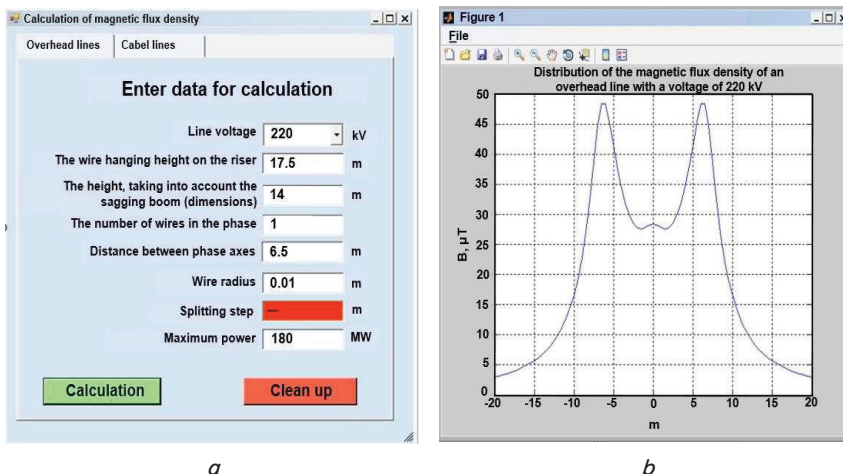 Calculation of magnetic flux density
Overhead lines
Cabel lines
Enter data for calculation
Line voltage 220 kV
The wire hanging height on the riser 17.5 m
The height, taking into account the
sagging boom (dimensions) 14 m
The number of wires in the phase 1
Distance between phase axes 6.5 m
Wire radius 0.01 m
Splitting step — m
Maximum power 180 MW
Calculation
Clean up
a
Figure 1
File
Distribution of the magnetic flux density of an
overhead line with a voltage of 220 kV
50
45
40
35
30
25
20
15
10
5
0
B, µT
-20 -15 -10 -5 0 5 10 15 20
m
b